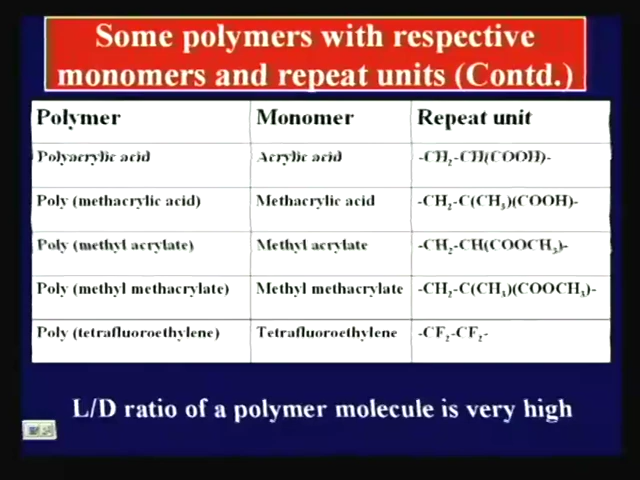 Some polymers with respective
monomers and repeat units (Contd.)
Polymer Monomer Repeat unit
Polyacrylic acid Acrylic acid -CH₂-CH(COOH)-
Poly (methacrylic acid) Methacrylic acid -CH₂-C(CH₃)(COOH)-
Poly (methyl acrylate) Methyl acrylate -CH₂-CH(COOCH₃)-
Poly (methyl methacrylate) Methyl methacrylate -CH₂-C(CH₃)(COOCH₃)-
Poly (tetrafluoroethylene) Tetrafluoroethylene -CF₂-CF₂-
L/D ratio of a polymer molecule is very high